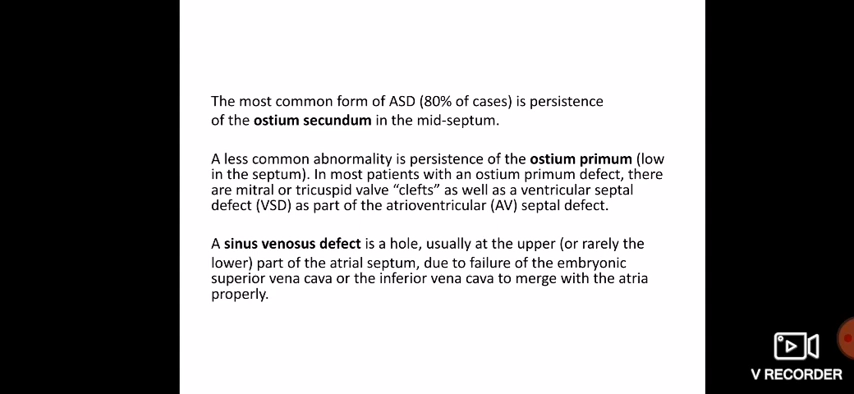 The most common form of ASD (80% of cases) is persistence
of the ostium secundum in the mid-septum.
A less common abnormality is persistence of the ostium primum (low
in the septum). In most patients with an ostium primum defect, there
are mitral or tricuspid valve “clefts” as well as a ventricular septal
defect (VSD) as part of the atrioventricular (AV) septal defect.
A sinus venosus defect is a hole, usually at the upper (or rarely the
lower) part of the atrial septum, due to failure of the embryonic
superior vena cava or the inferior vena cava to merge with the atria
properly.
V RECORDER